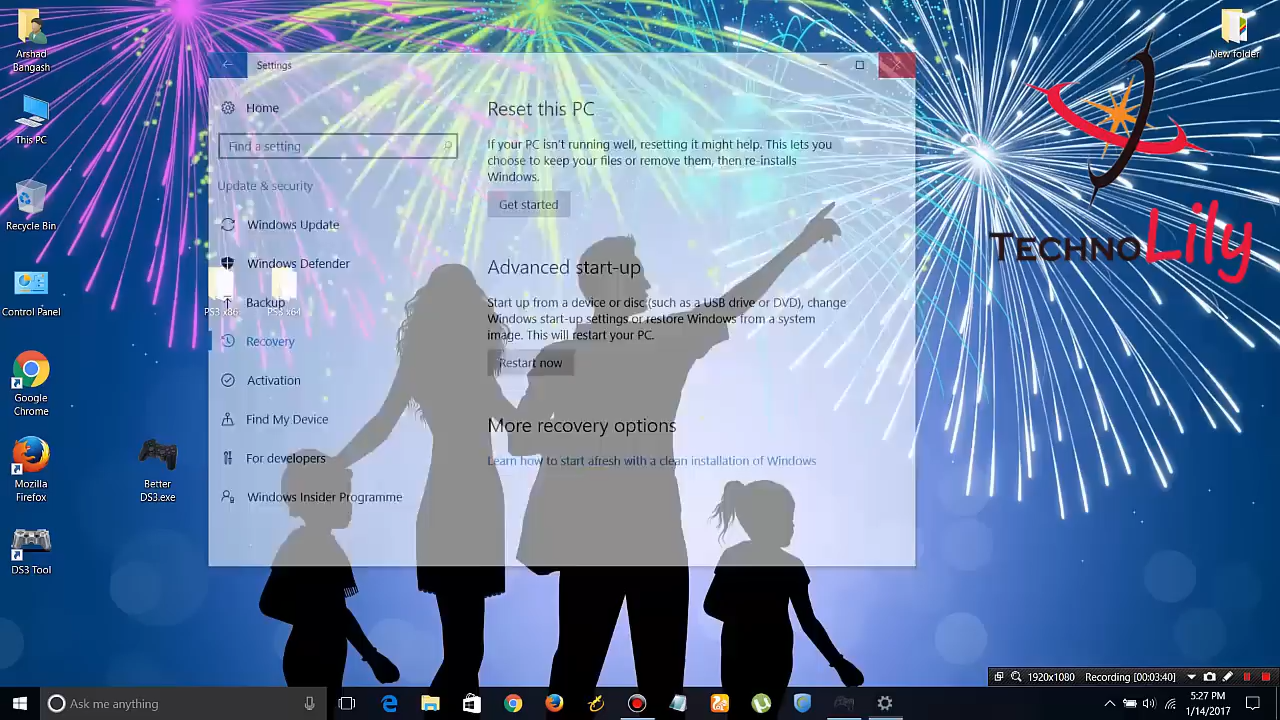 Arshad
Bangash
This PC
Recycle Bin
Control Panel
Google
Chrome
Mozilla
Firefox
DS3 Tool
Better
DS3.exe
PS3 x86
PS3 x64
New folder
TECHNOLily
Settings
Home
Find a setting
Update & security
Windows Update
Windows Defender
Backup
Recovery
Activation
Find My Device
For developers
Windows Insider Programme
Reset this PC
If your PC isn't running well, resetting it might help. This lets you
choose to keep your files or remove them, then re-installs
Windows.
Get started
Advanced start-up
Start up from a device or disc (such as a USB drive or DVD), change
Windows start-up settings or restore Windows from a system
image. This will restart your PC.
Restart now
More recovery options
Learn how to start afresh with a clean installation of Windows
1920x1080 Recording [00:03:40]
Ask me anything
5:27 PM
1/14/2017